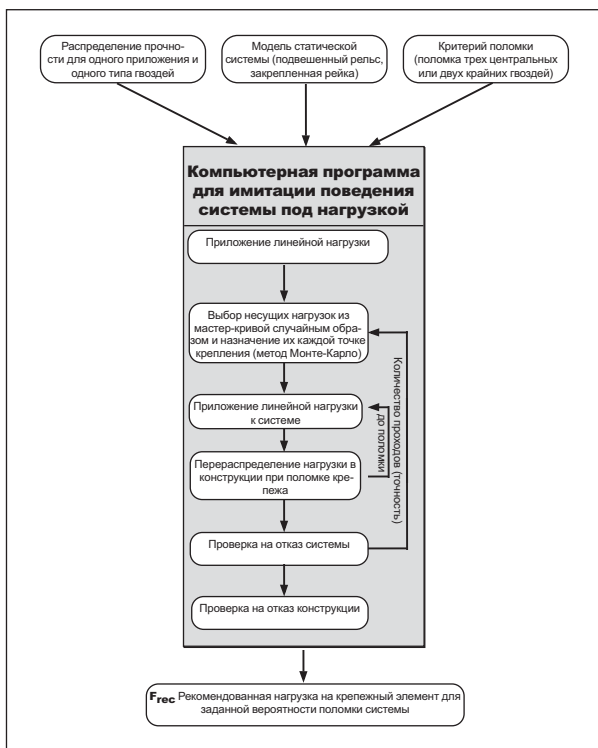 Распределение прочно-
сти для одного приложения и
одного типа гвоздей
Модель статической
системы (подвешенный рельс,
закрепленная рейка)
Критерий поломки
(поломка трех центральных
или двух крайних гвоздей)
Компьютерная программа
для имитации поведения
системы под нагрузкой
Приложение линейной нагрузки
Выбор несущих нагрузок из
мастер-кривой случайным обра-
зом и назначение их каждой точке
крепления (метод Монте-Карло)
Приложение линейной нагрузки
к системе
Перераспределение нагрузки в
конструкции при поломке кре-
пежа
до поломки
Количество проходов (точность)
Проверка на отказ системы
Проверка на отказ конструкции
Frec Рекомендованная нагрузка на крепежный элемент для
заданной вероятности поломки системы